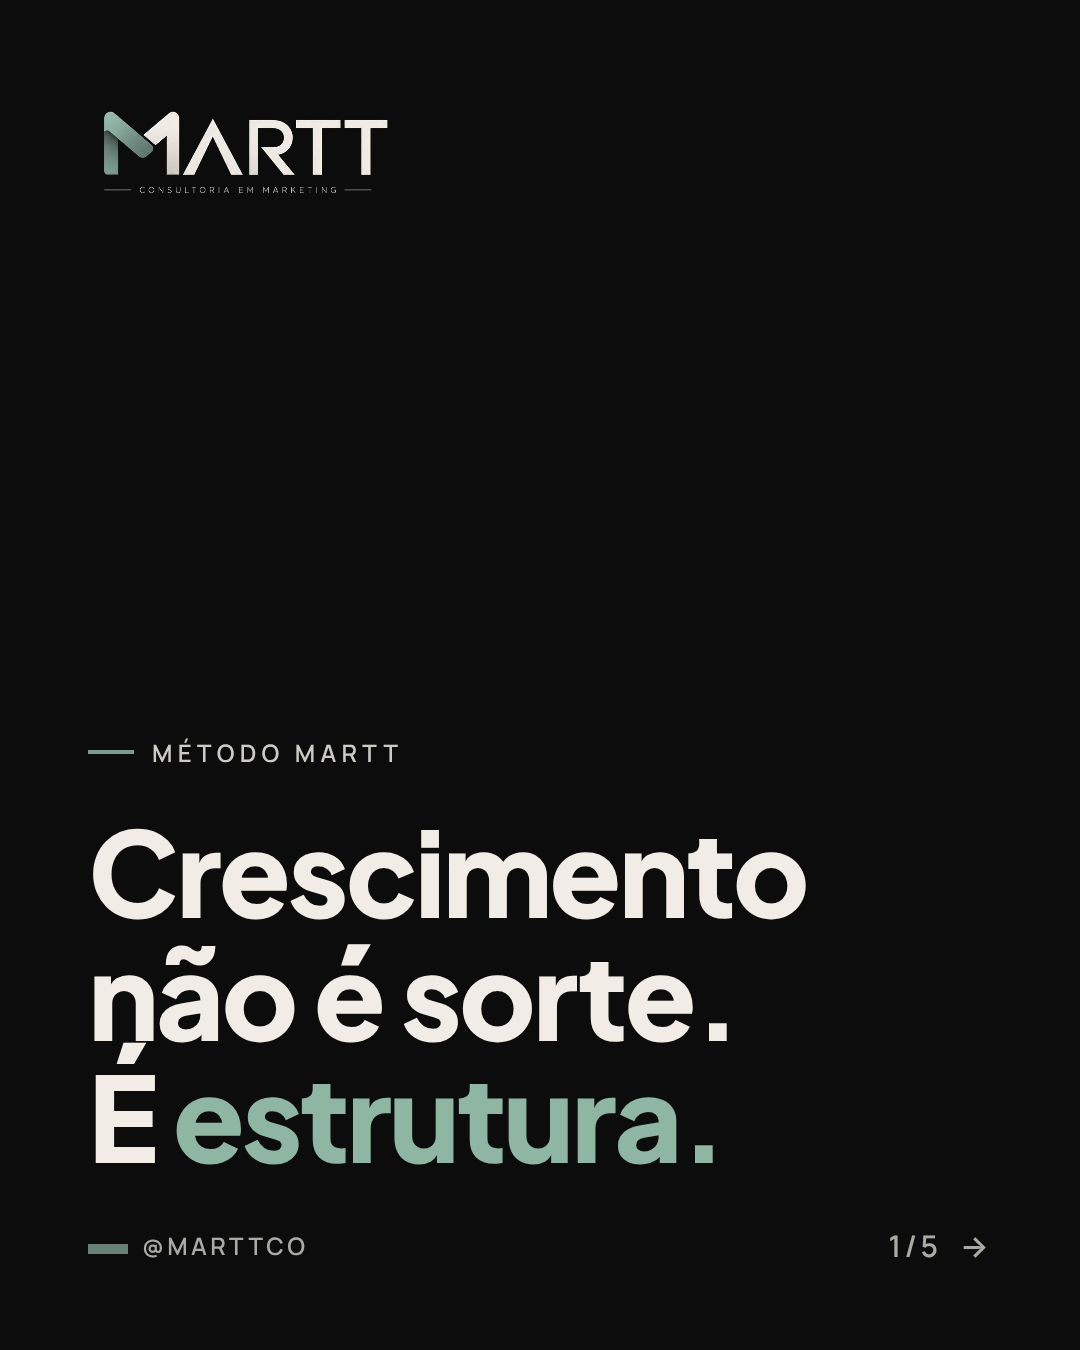 MARTT
CONSULTORIA EM MARKETING
MÉTODO MARTT
Crescimento
não é sorte.
É estrutura.
@MARTTCO
1/5 →